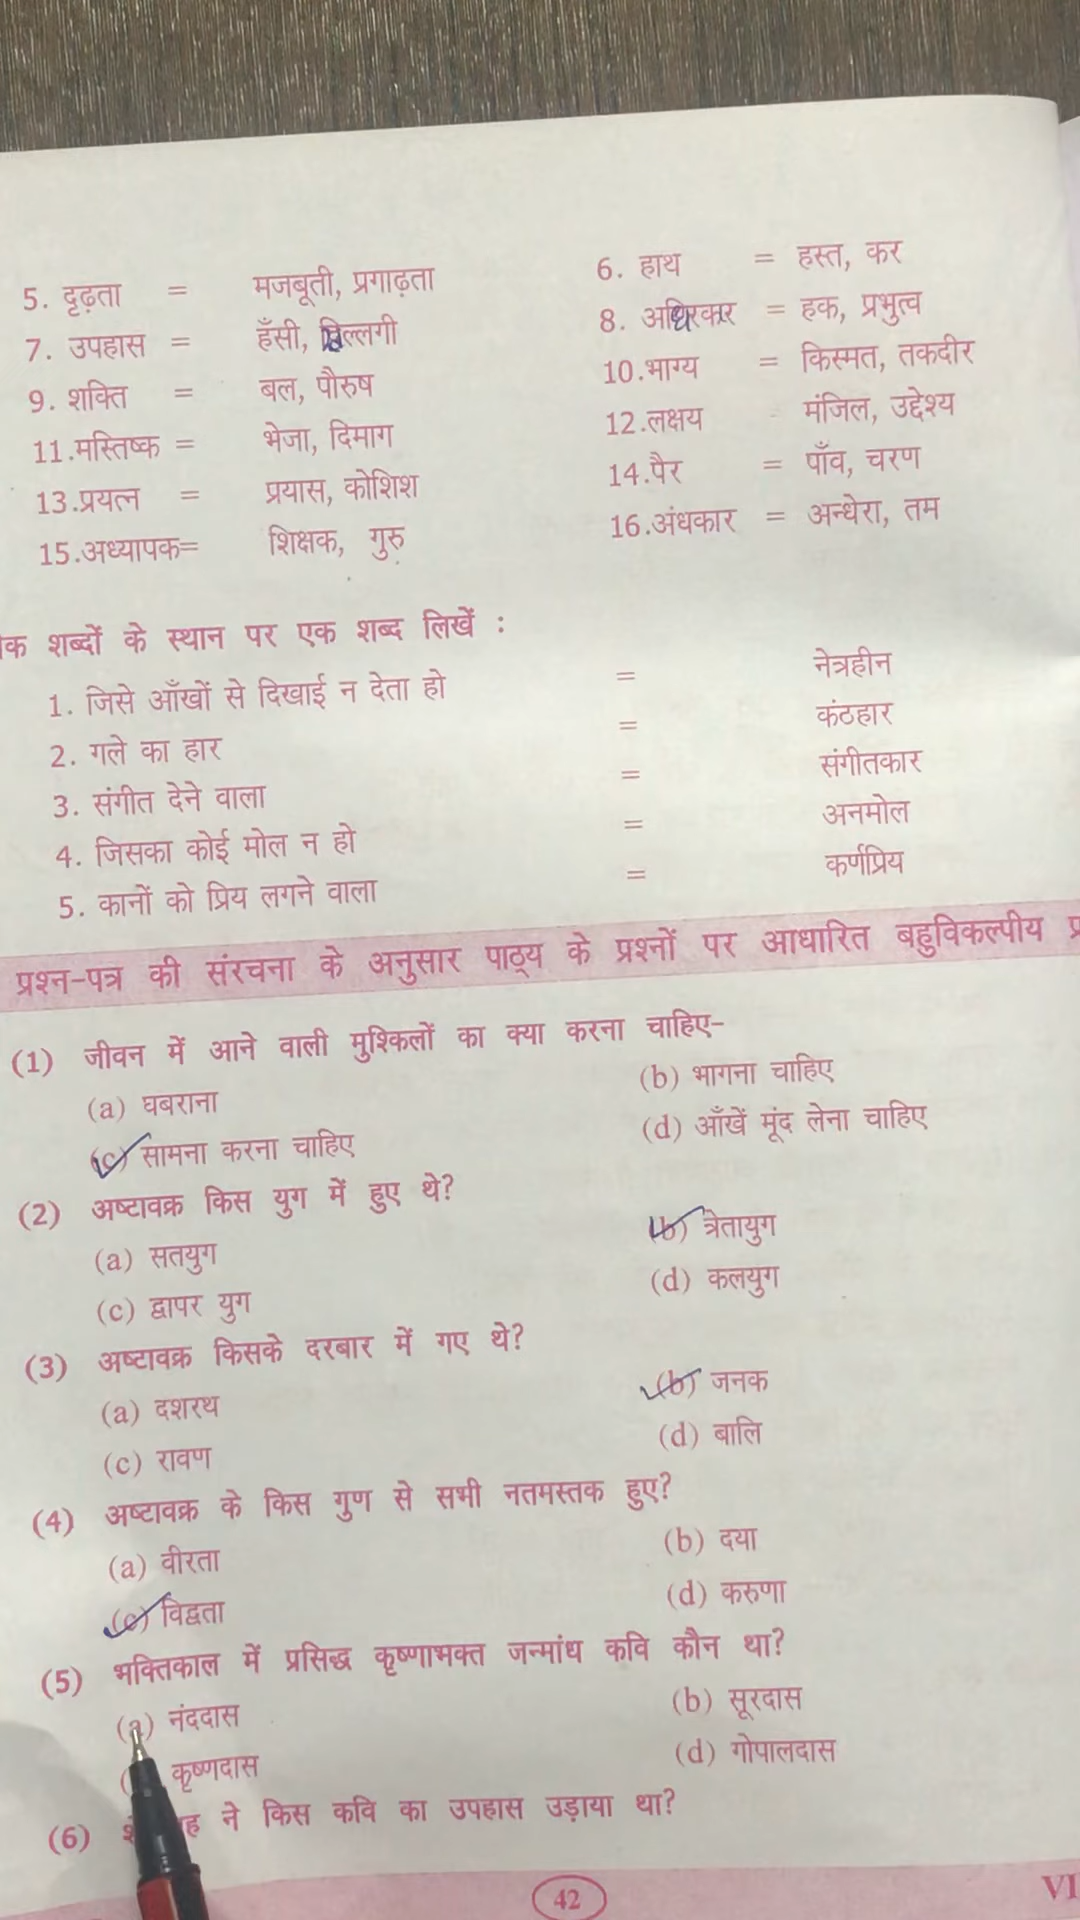 5. दृढ़ता = मजबूती, प्रगाढ़ता 6. हाथ = हस्त, कर
7. उपहास = हँसी, दिल्लगी 8. अधिकार = हक, प्रभुत्व
9. शक्ति = बल, पौरुष 10.भाग्य = किस्मत, तकदीर
11.मस्तिष्क = भेजा, दिमाग 12.लक्षय मंजिल, उद्देश्य
13.प्रयत्न = प्रयास, कोशिश 14.पैर = पाँव, चरण
15.अध्यापक= शिक्षक, गुरु 16.अंधकार = अन्धेरा, तम
शब्दों के स्थान पर एक शब्द लिखें :
1. जिसे आँखों से दिखाई न देता हो = नेत्रहीन
2. गले का हार = कंठहार
3. संगीत देने वाला = संगीतकार
4. जिसका कोई मोल न हो = अनमोल
5. कानों को प्रिय लगने वाला = कर्णप्रिय
प्रश्न-पत्र की संरचना के अनुसार पाठ्य के प्रश्नों पर आधारित बहुविकल्पीय
(1) जीवन में आने वाली मुश्किलों का क्या करना चाहिए-
(a) घबराना (b) भागना चाहिए
(c) सामना करना चाहिए (d) आँखें मूंद लेना चाहिए
(2) अष्टावक्र किस युग में हुए थे?
(a) सतयुग (b) त्रेतायुग
(c) द्वापर युग (d) कलयुग
(3) अष्टावक्र किसके दरबार में गए थे?
(a) दशरथ (b) जनक
(c) रावण (d) बालि
(4) अष्टावक्र के किस गुण से सभी नतमस्तक हुए?
(a) वीरता (b) दया
(c) विद्वता (d) करुणा
(5) भक्तिकाल में प्रसिद्ध कृष्णाभक्त जन्मांध कवि कौन था?
(a) नंददास (b) सूरदास
कृष्णदास (d) गोपालदास
(6) ने किस कवि का उपहास उड़ाया था?
42 VI